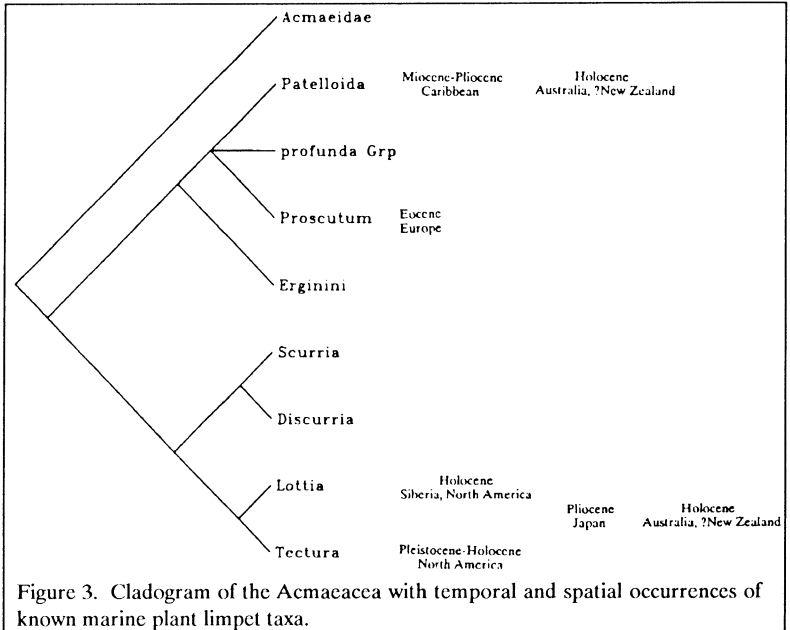 Acmaeidae
Patelloida
Miocene-Pliocene
Caribbean
Holocene
Australia, ?New Zealand
profunda Grp
Proscutum
Eocene
Europe
Erginini
Scurria
Discurria
Lottia
Holocene
Siberia, North America
Pliocene
Japan
Holocene
Australia, ?New Zealand
Tectura
Pleistocene-Holocene
North America
Figure 3. Cladogram of the Acmaeacea with temporal and spatial occurrences of
known marine plant limpet taxa.